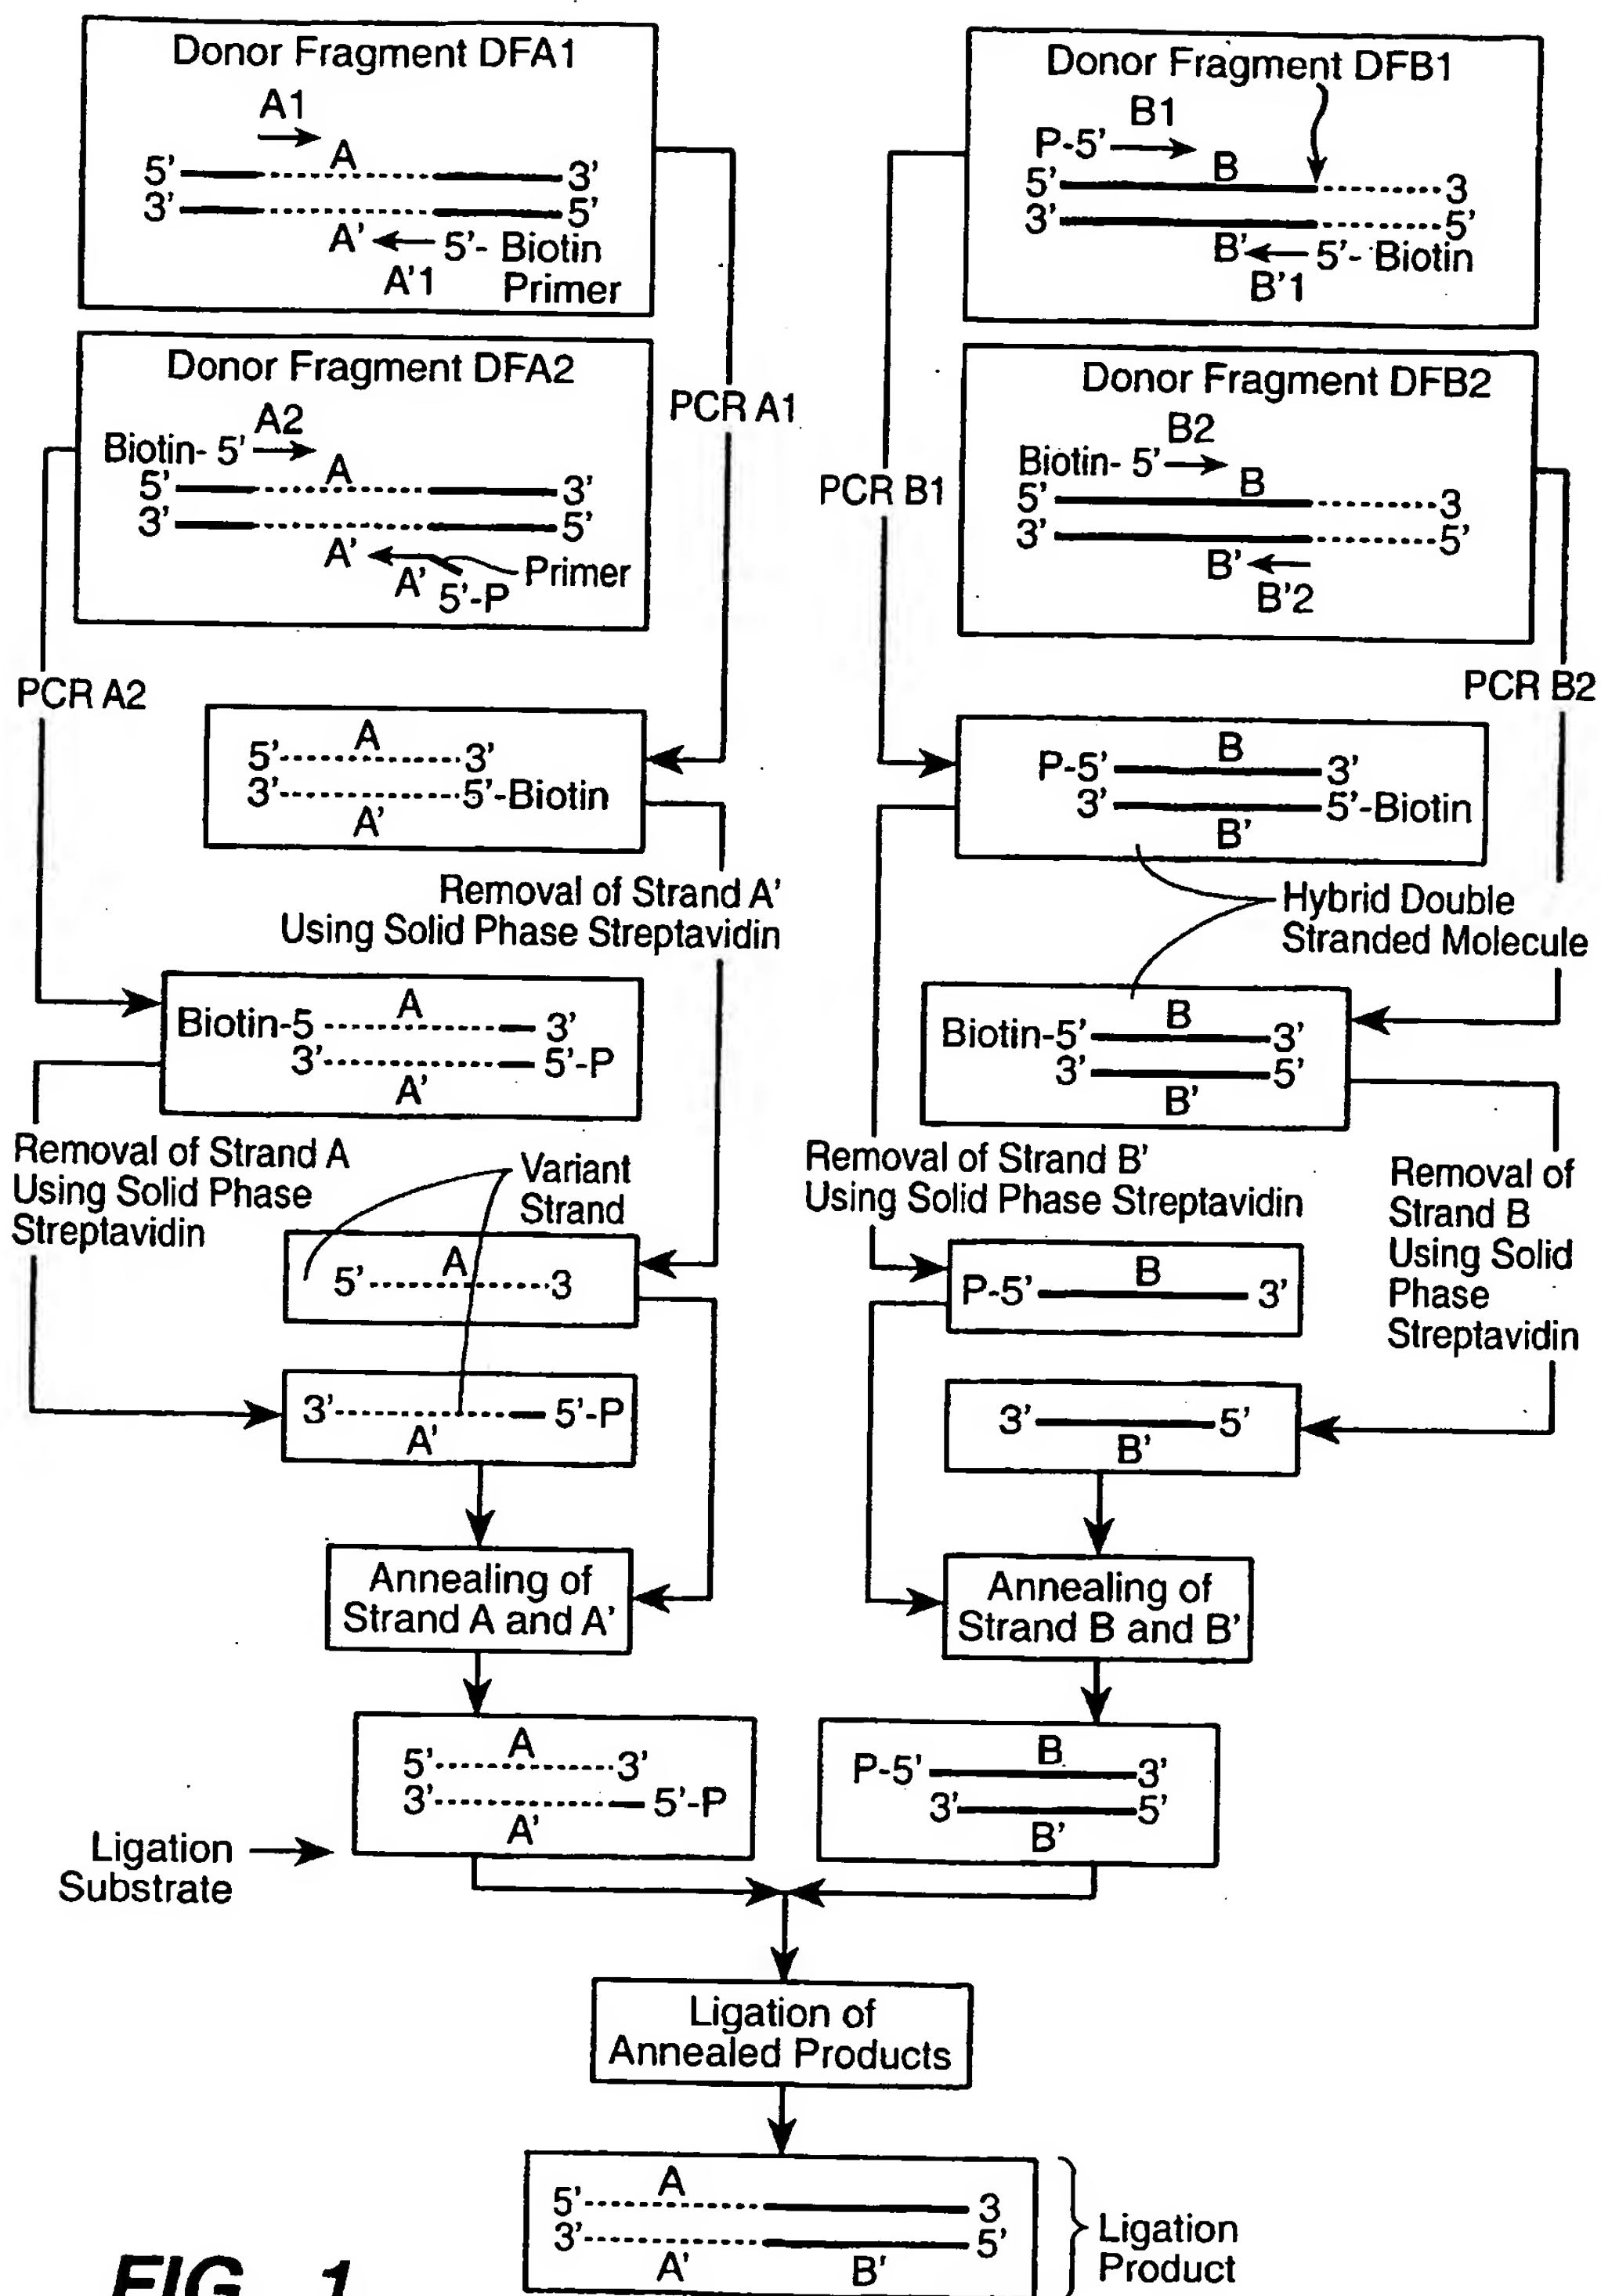 Donor Fragment DFA1
A1
A
5' 3'
3' 5'
A' 5'- Biotin
A'1 Primer
Donor Fragment DFB1
B1
P-5'
B
5' 3
3' 5'
B' 5'- Biotin
B'1
Donor Fragment DFA2
A2
Biotin- 5'
A
5' 3'
3' 5'
A'
A' Primer
5'-P
Donor Fragment DFB2
B2
Biotin- 5'
B
5' 3
3' 5'
B'
B'2
PCR A1
PCR B1
PCR A2
PCR B2
A
5' 3'
3' 5'-Biotin
A'
B
P-5' 3'
3' 5'-Biotin
B'
Removal of Strand A'
Using Solid Phase Streptavidin
Hybrid Double
Stranded Molecule
A
Biotin-5 3'
3' 5'-P
A'
B
Biotin-5' 3'
3' 5'
B'
Removal of Strand A
Using Solid Phase
Streptavidin
Variant
Strand
Removal of Strand B'
Using Solid Phase Streptavidin
Removal of
Strand B
Using Solid
Phase
Streptavidin
A
5' 3
B
P-5' 3'
3' 5'-P
A'
3' 5'
B'
Annealing of
Strand A and A'
Annealing of
Strand B and B'
A
5' 3'
3' 5'-P
A'
B
P-5' 3'
3' 5'
B'
Ligation
Substrate
Ligation of
Annealed Products
A
5' 3
3' 5'
A' B'
Ligation
Product
FIG. 1